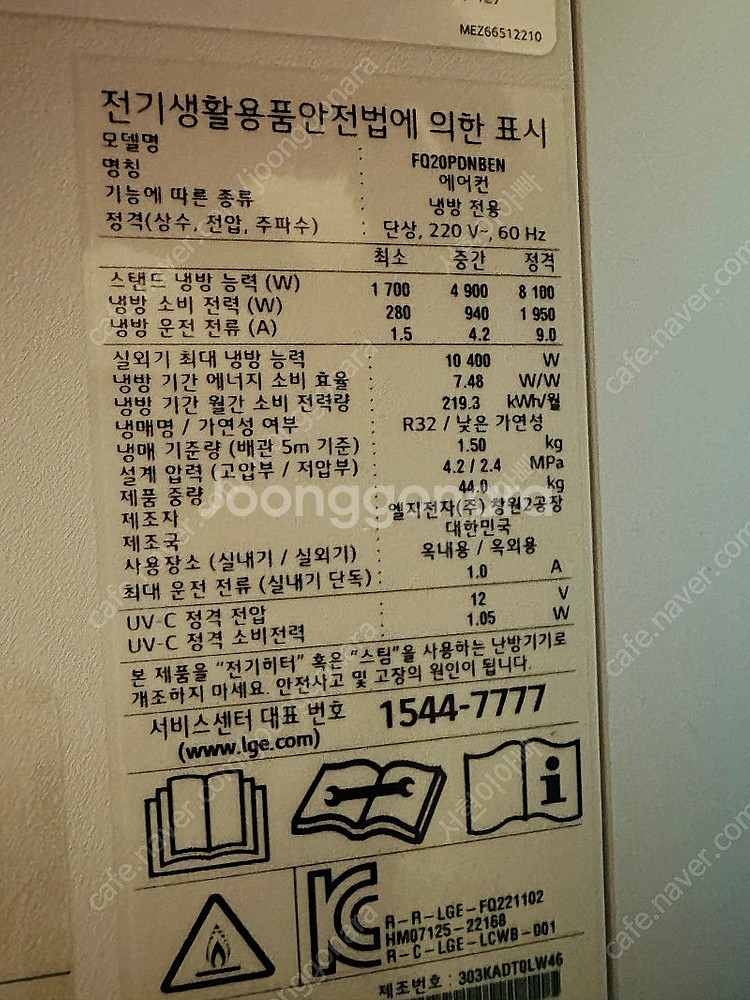 MEZ66512210
전기생활용품안전법에 의한 표시
모델명 : FQ20PDNBEN
명칭 : 에어컨
기능에 따른 종류 : 냉방 전용
정격(상수, 전압, 주파수) : 단상, 220 V~, 60 Hz
최소 중간 정격
스탠드 냉방 능력 (W) 1 700 4 900 8 100
냉방 소비 전력 (W) 280 940 1 950
냉방 운전 전류 (A) 1.5 4.2 9.0
실외기 최대 냉방 능력 : 10 400 W
냉방 기간 에너지 소비 효율 : 7.48 W/W
냉방 기간 월간 소비 전력량 : 219.3 kWh/월
냉매명 / 가연성 여부 : R32 / 낮은 가연성
냉매 기준량 (배관 5m 기준) : 1.50 kg
설계 압력 (고압부 / 저압부) : 4.2 / 2.4 MPa
제품 중량 : 44.0 kg
제조자 : 엘지전자(주) 창원2공장
제조국 : 대한민국
사용장소 (실내기 / 실외기) : 옥내용 / 옥외용
최대 운전 전류 (실내기 단독) : 1.0 A
UV-C 정격 전압 : 12 V
UV-C 정격 소비전력 : 1.05 W
본 제품을 "전기히터" 혹은 "스팀"을 사용하는 난방기기로
개조하지 마세요. 안전사고 및 고장의 원인이 됩니다.
서비스센터 대표 번호 1544-7777
(www.lge.com)
R-R-LGE-FQ221102
HM07125-22168
R-C-LGE-LCWB-001
제조번호 : 303KADT0LW46
Joonggonara
cafe.naver.com